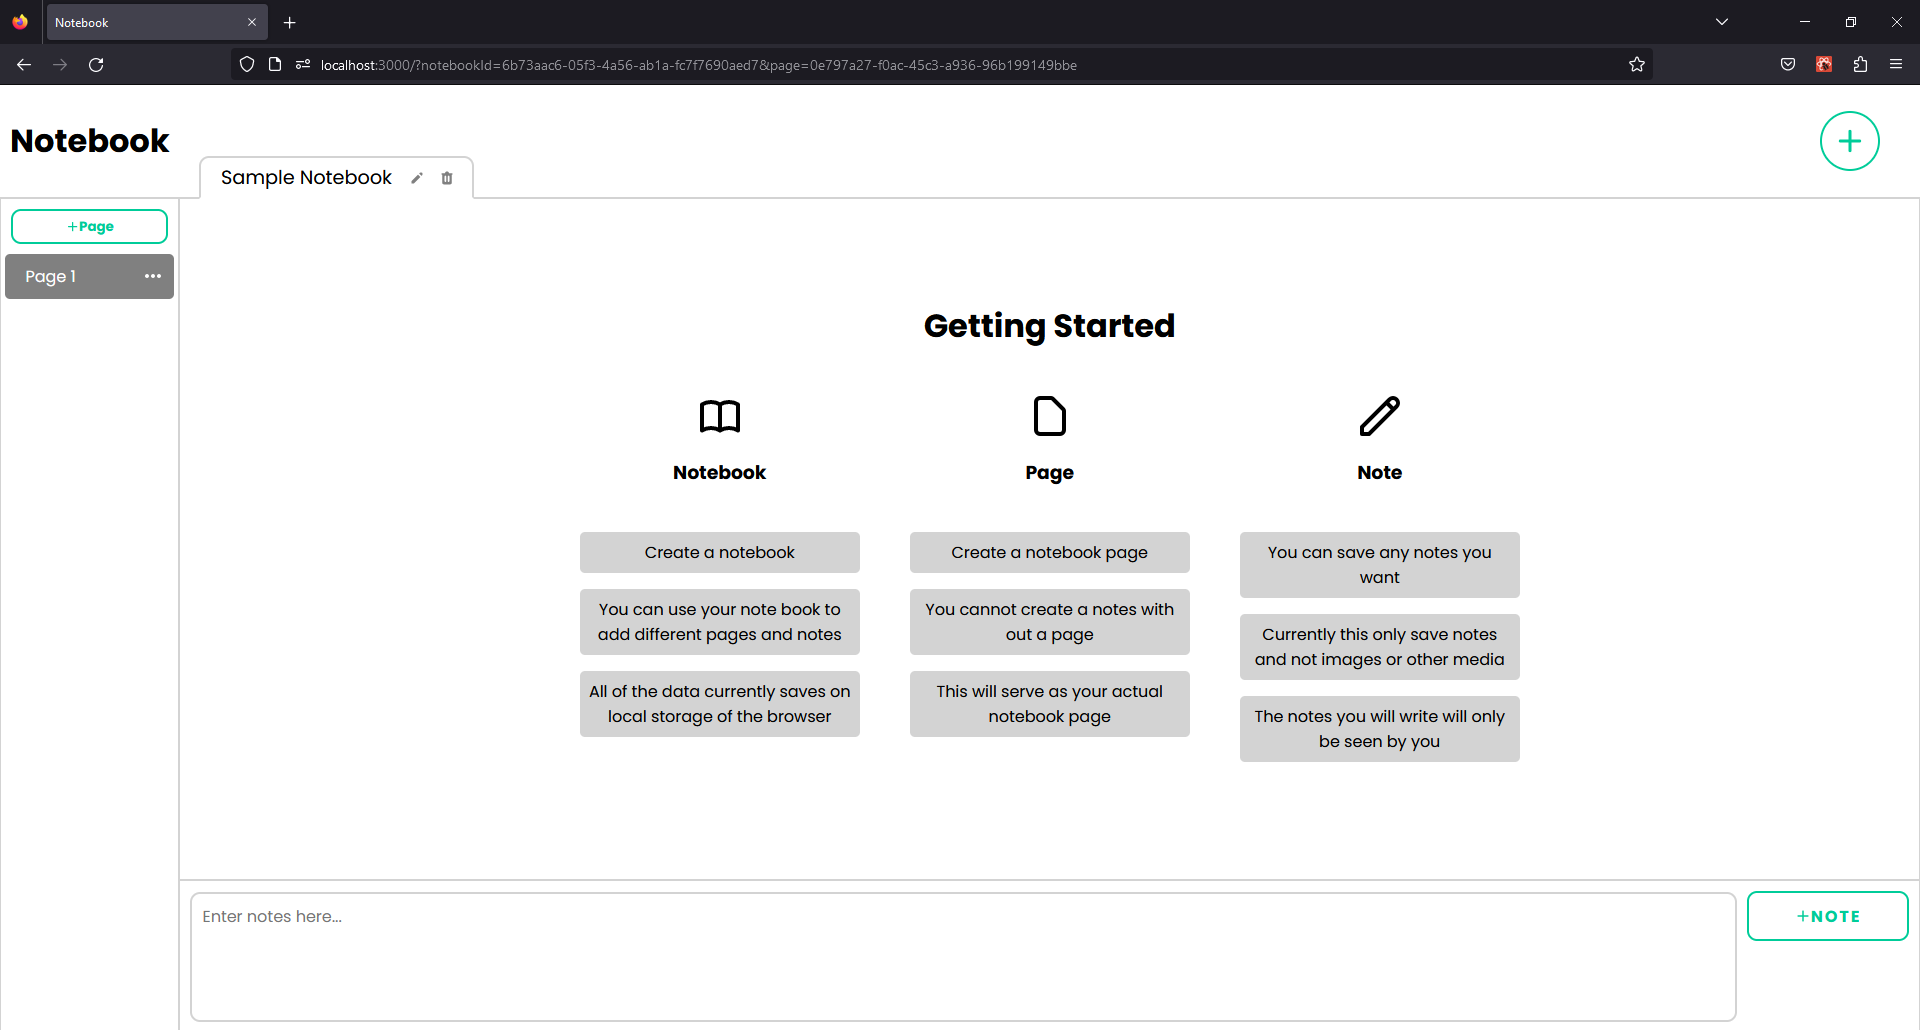 Notebook
localhost:3000/?notebookId=6b73aac6-05f3-4a56-ab1a-fc7f7690aed7&page=0e797a27-f0ac-45c3-a936-96b199149bbe
Notebook
Sample Notebook
+Page
Page 1
Getting Started
Notebook
Create a notebook
You can use your note book to
add different pages and notes
All of the data currently saves on
local storage of the browser
Page
Create a notebook page
You cannot create a notes with
out a page
This will serve as your actual
notebook page
Note
You can save any notes you
want
Currently this only save notes
and not images or other media
The notes you will write will only
be seen by you
Enter notes here...
+NOTE